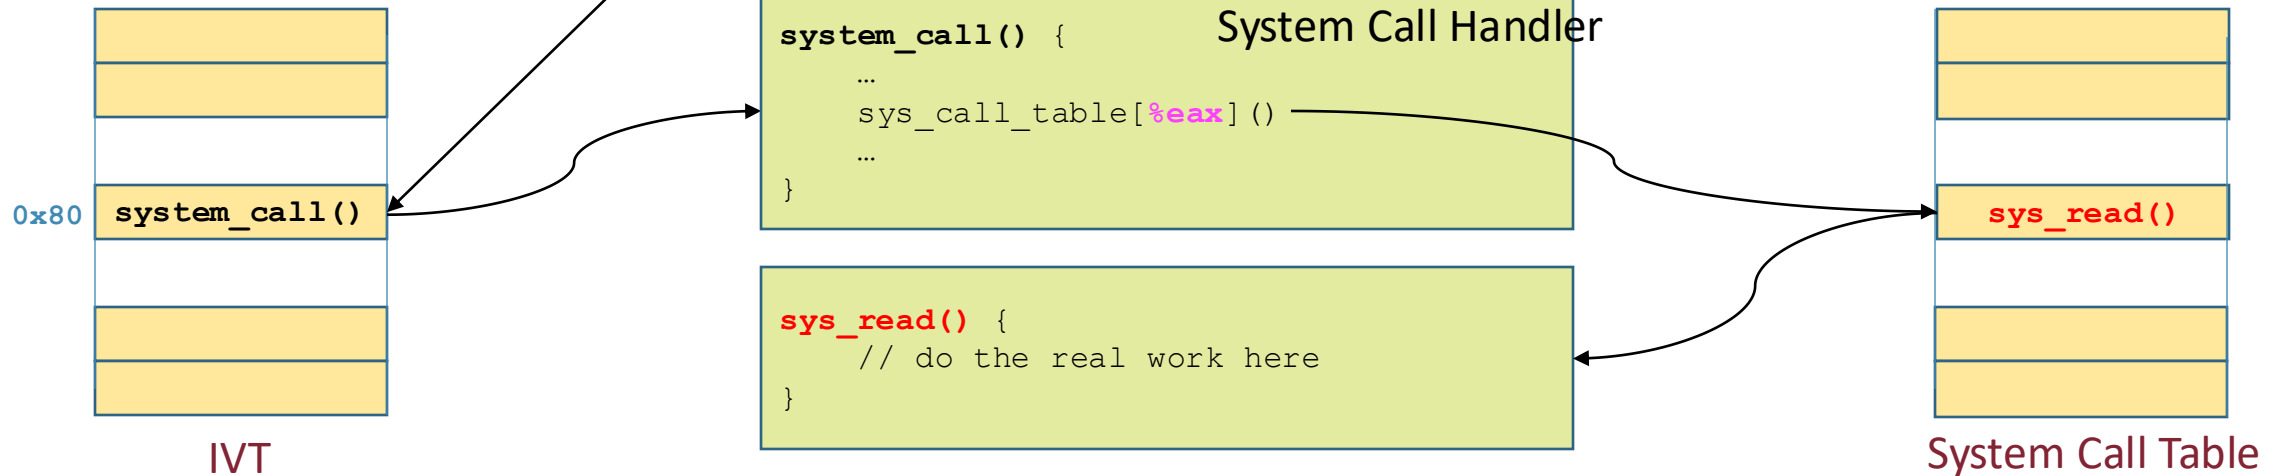 System Call Handler
system_call() {
…
sys_call_table[%eax]()
…
}
0x80
system_call()
sys_read()
sys_read() {
// do the real work here
}
IVT
System Call Table